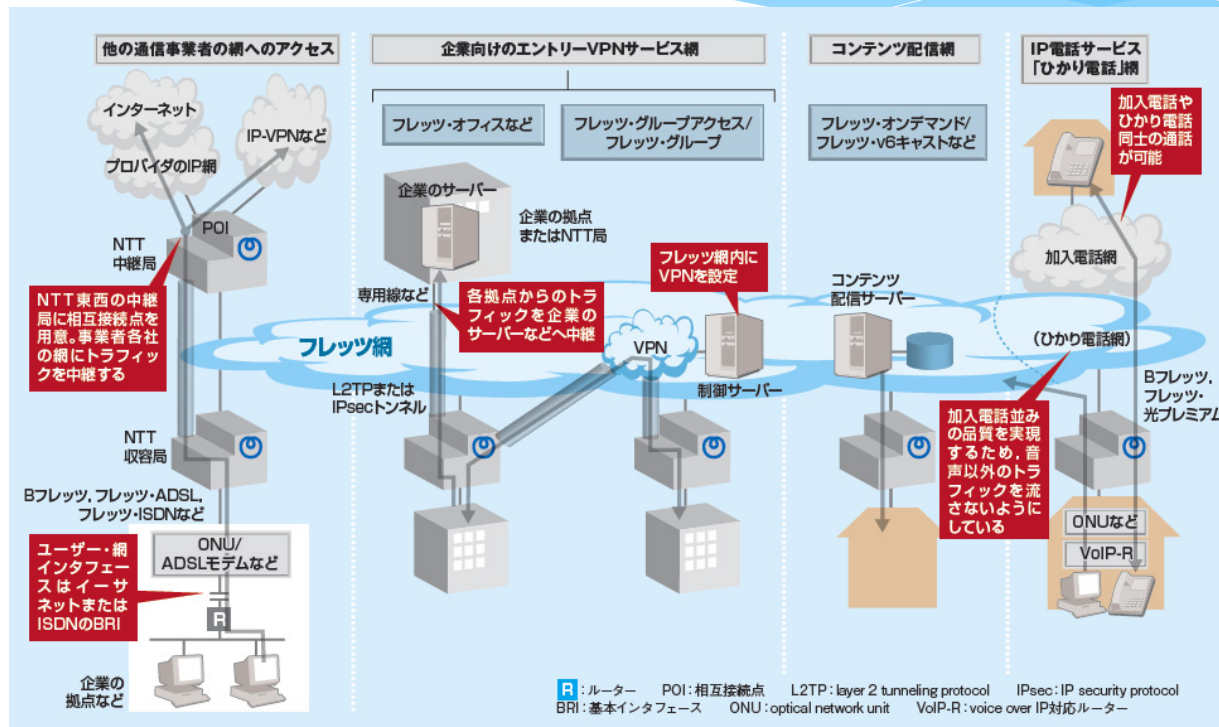 他の通信事業者の網へのアクセス
インターネット
IP-VPNなど
プロバイダのIP網
POI
NTT
中継局
NTT東西の中継
局に相互接続点を
用意。事業者各社
の網にトラフィッ
クを中継する
NTT
収容局
Bフレッツ，フレッツ・ADSL，
フレッツ・ISDNなど
ONU/
ADSLモデムなど
ユーザー・網
インタフェー
スはイーサ
ネットまたは
ISDNのBRI
R
企業の
拠点など
企業向けのエントリーVPNサービス網
フレッツ・オフィスなど
フレッツ・グループアクセス/
フレッツ・グループ
企業のサーバー
企業の拠点
またはNTT局
専用線など
各拠点からのトラ
フィックを企業の
サーバーなどへ中継
フレッツ網内に
VPNを設定
フレッツ網
VPN
制御サーバー
L2TPまたは
IPsecトンネル
コンテンツ配信網
フレッツ・オンデマンド/
フレッツ・v6キャストなど
コンテンツ
配信サーバー
IP電話サービス
「ひかり電話」網
加入電話や
ひかり電話
同士の通話
が可能
加入電話網
（ひかり電話網）
Bフレッツ，
フレッツ・
光プレミアム
加入電話並み
の品質を実現
するため，音
声以外のトラ
フィックを流
さないように
している
ONUなど
VoIP-R
R：ルーター　POI：相互接続点　L2TP：layer 2 tunneling protocol　IPsec：IP security protocol
BRI：基本インタフェース　ONU：optical network unit　VoIP-R：voice over IP対応ルーター